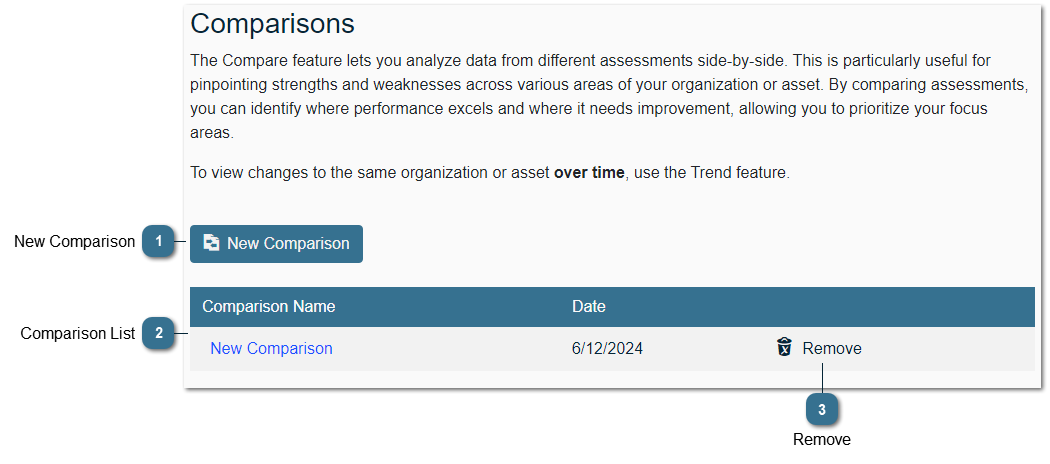 Comparisons
The Compare feature lets you analyze data from different assessments side-by-side. This is particularly useful for
pinpointing strengths and weaknesses across various areas of your organization or asset. By comparing assessments,
you can identify where performance excels and where it needs improvement, allowing you to prioritize your focus
areas.
To view changes to the same organization or asset over time, use the Trend feature.
New Comparison 1 New Comparison
Comparison Name Date
Comparison List 2
New Comparison 6/12/2024 Remove
3
Remove